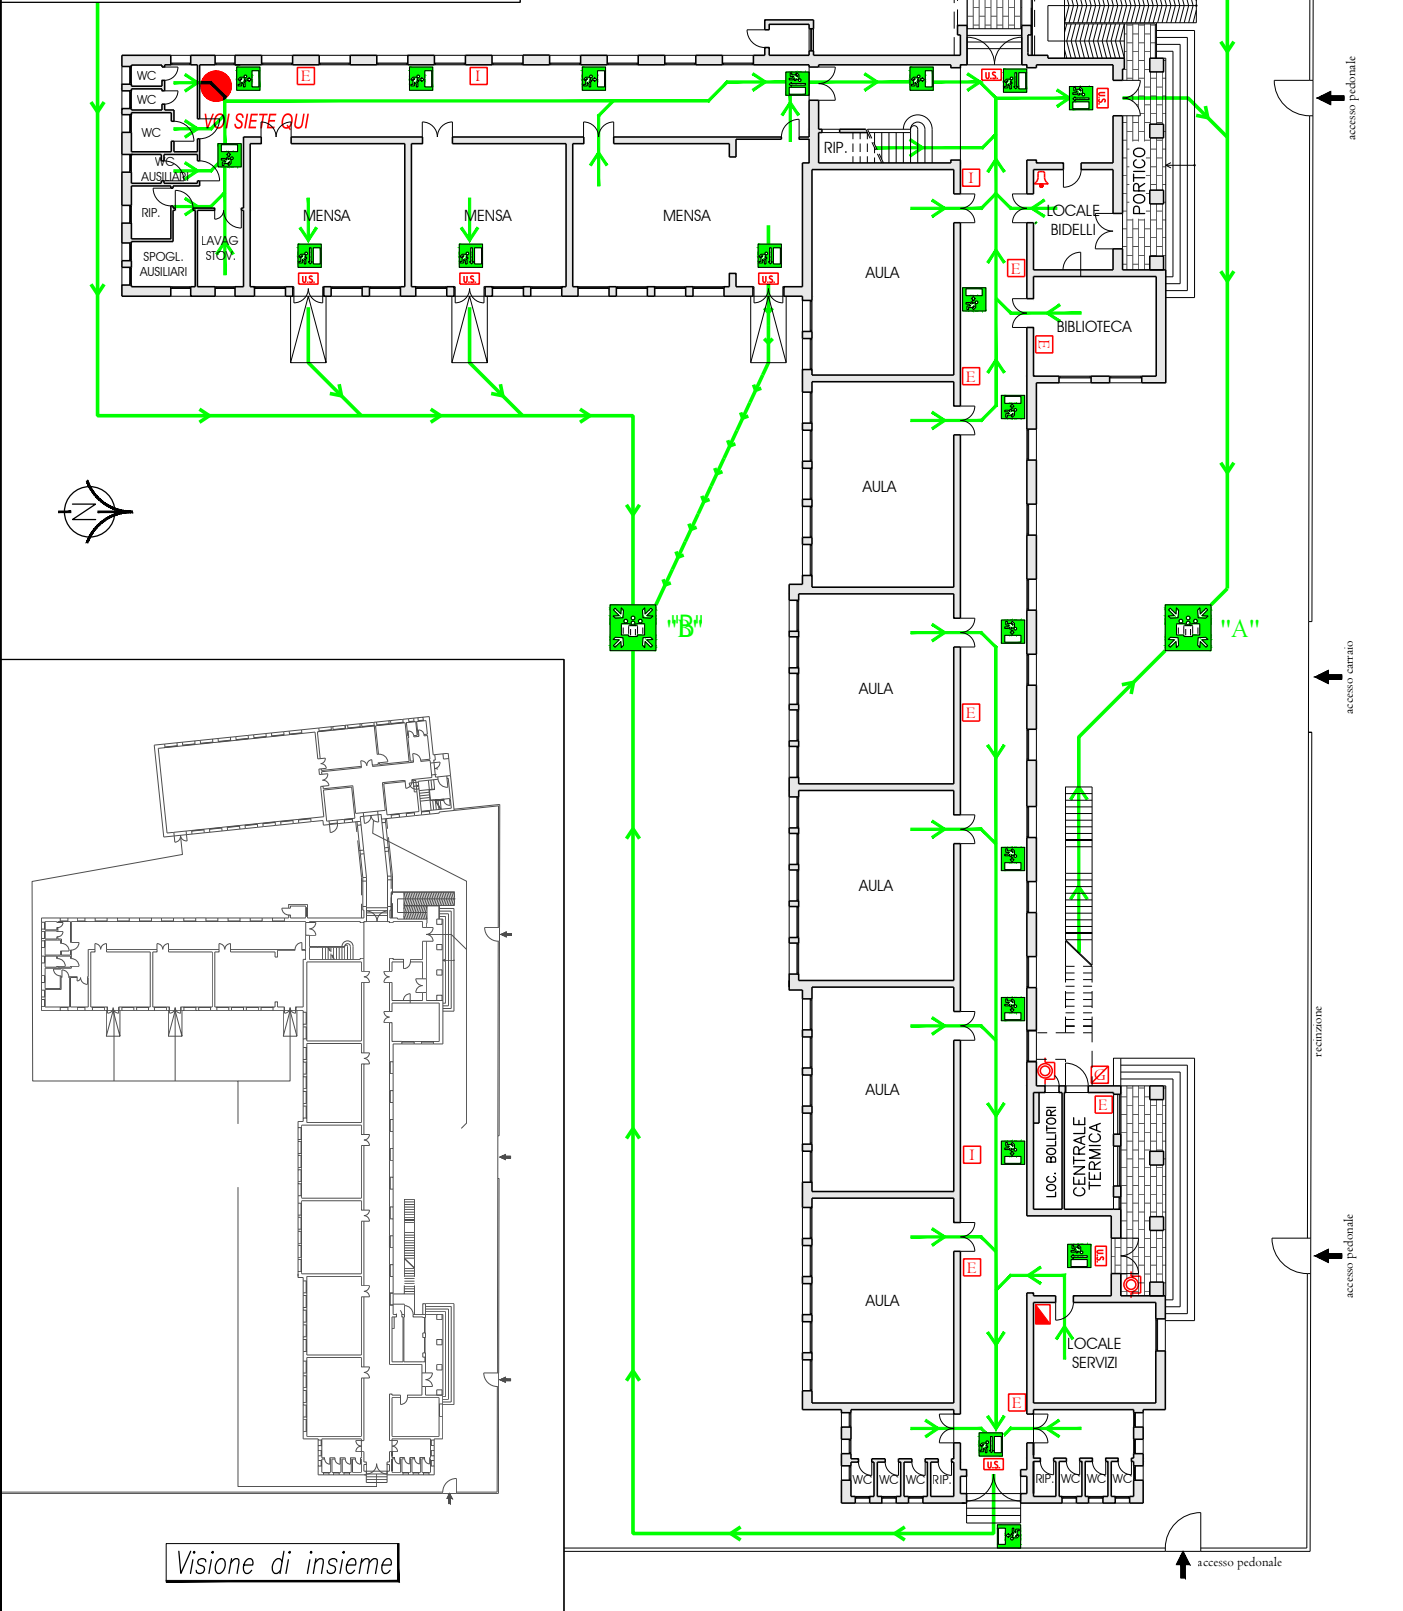 WC
E
I
U.S.
WC
U.S.
VOI SIETE QUI
WC
RIP.
PORTICO
accesso pedonale
WC
AUSILIARI
I
RIP.
MENSA
MENSA
MENSA
LOCALE
BIDELLI
LAVAG
STOV.
SPOGL.
AUSILIARI
AULA
E
U.S.
U.S.
U.S.
BIBLIOTECA
E
E
AULA
N
"B"
"A"
AULA
accesso carraio
E
AULA
recinzione
AULA
G
E
LOC. BOLLITORI
CENTRALE
TERMICA
I
AULA
E
U.S.
accesso pedonale
LOCALE
SERVIZI
E
U.S.
WC
WC
WC
RIP.
RIP.
WC
WC
WC
accesso pedonale
Visione di insieme